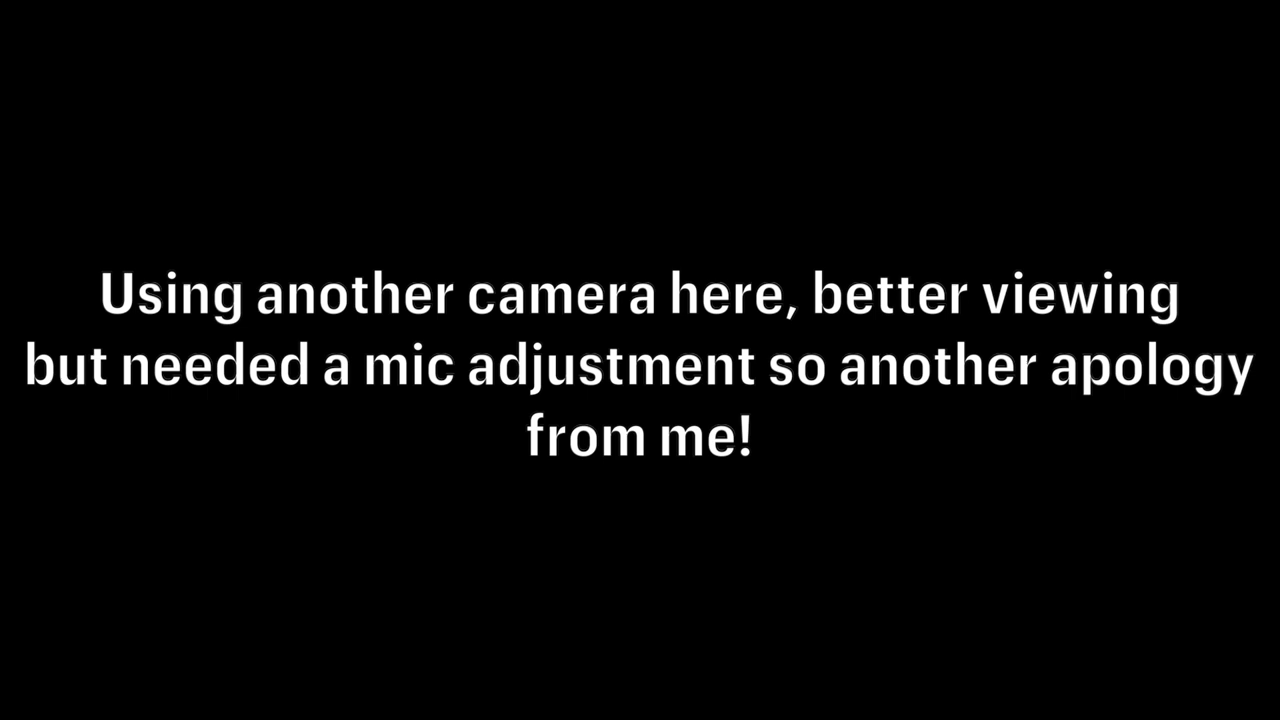 Using another camera here, better viewing
but needed a mic adjustment so another apology
from me!